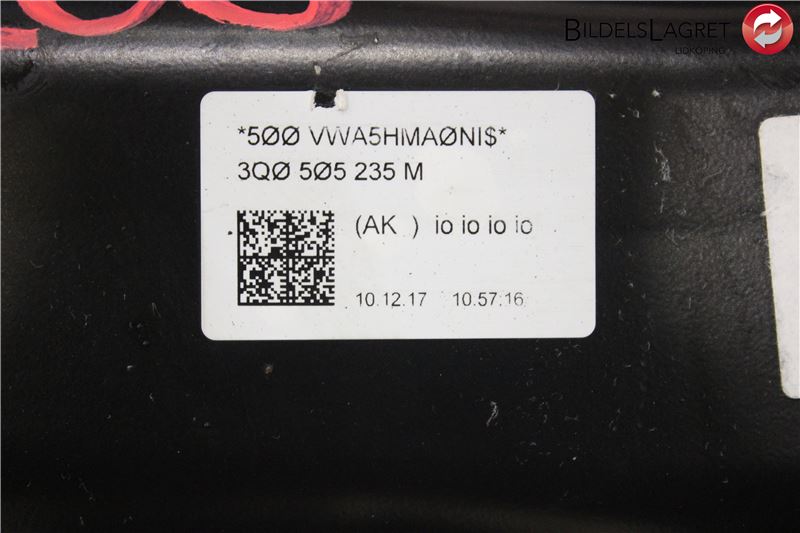 BILDELSLAGRET
LIDKÖPING
*5ØØ VWA5HMAØNI$*
3QØ 5Ø5 235 M
(AK  ) io io io io
10.12.17 10.57.16